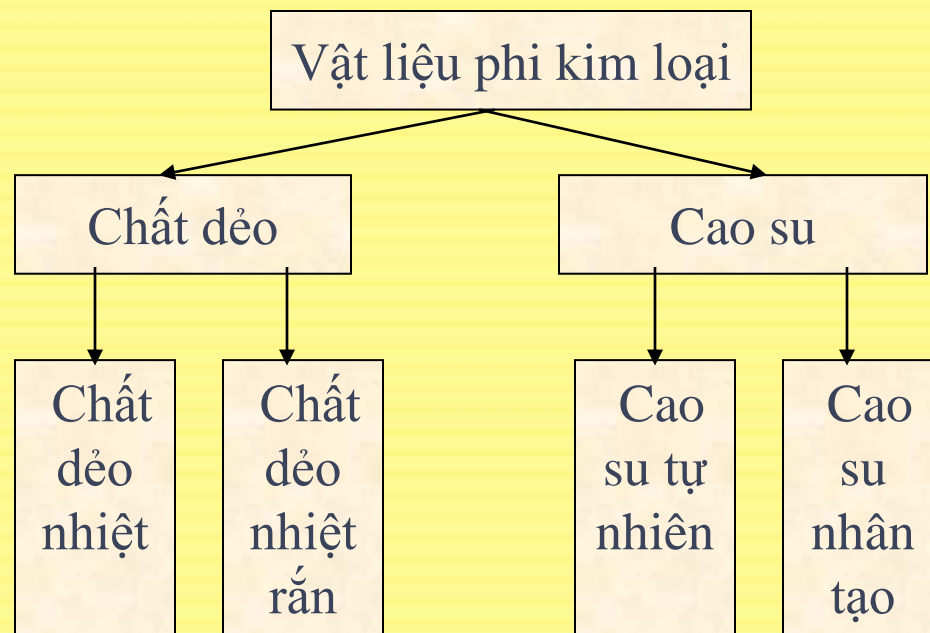 Vật liệu phi kim loại
Chất dẻo
Cao su
Chất
dẻo
nhiệt
Chất
dẻo
nhiệt
rắn
Cao
su tự
nhiên
Cao
su
nhân
tạo